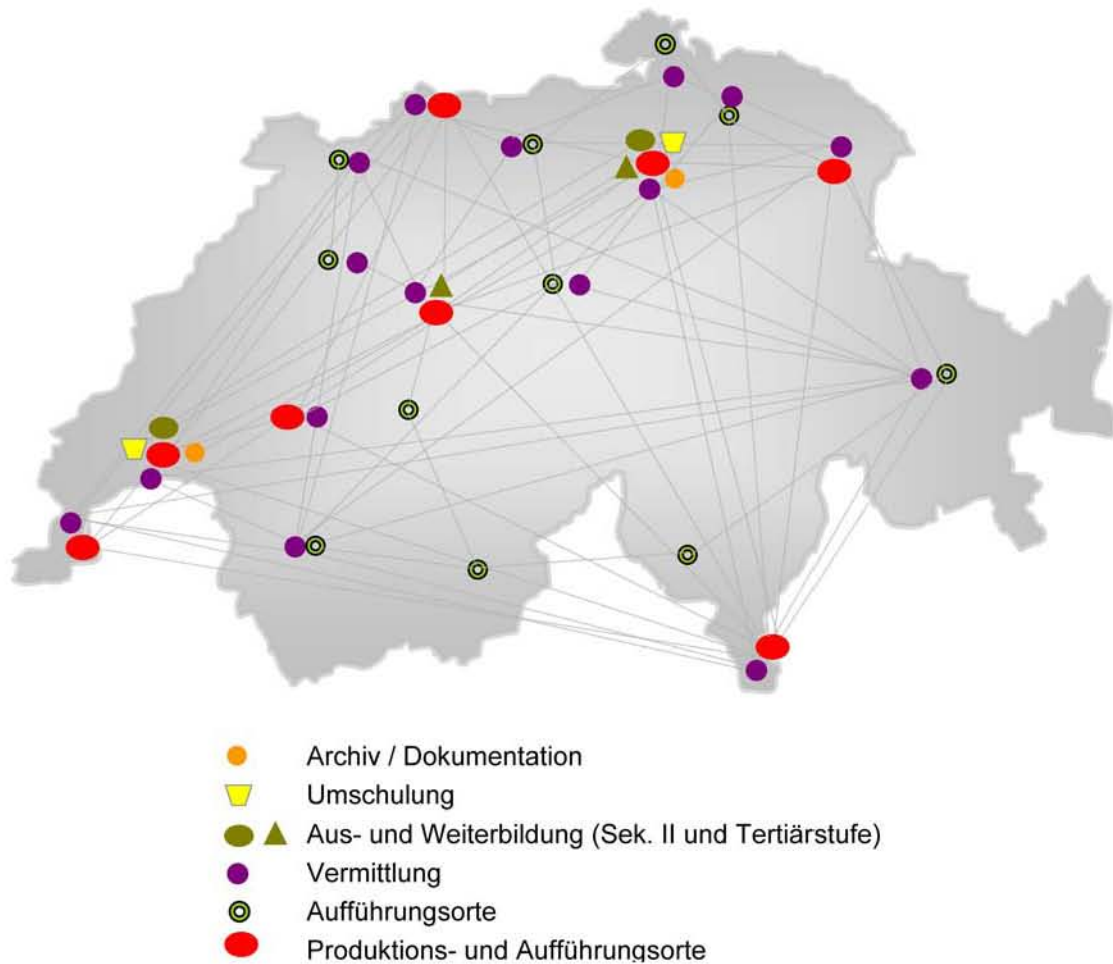 Archiv / Dokumentation
Umschulung
Aus- und Weiterbildung (Sek. II und Tertiärstufe)
Vermittlung
Aufführungsorte
Produktions- und Aufführungsorte